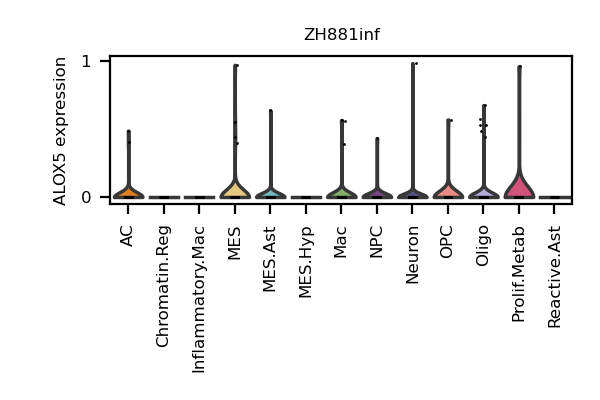 ZH881inf
ALOX5 expression
1
0
AC
Chromatin.Reg
Inflammatory.Mac
MES
MES.Ast
MES.Hyp
Mac
NPC
Neuron
OPC
Oligo
Prolif.Metab
Reactive.Ast